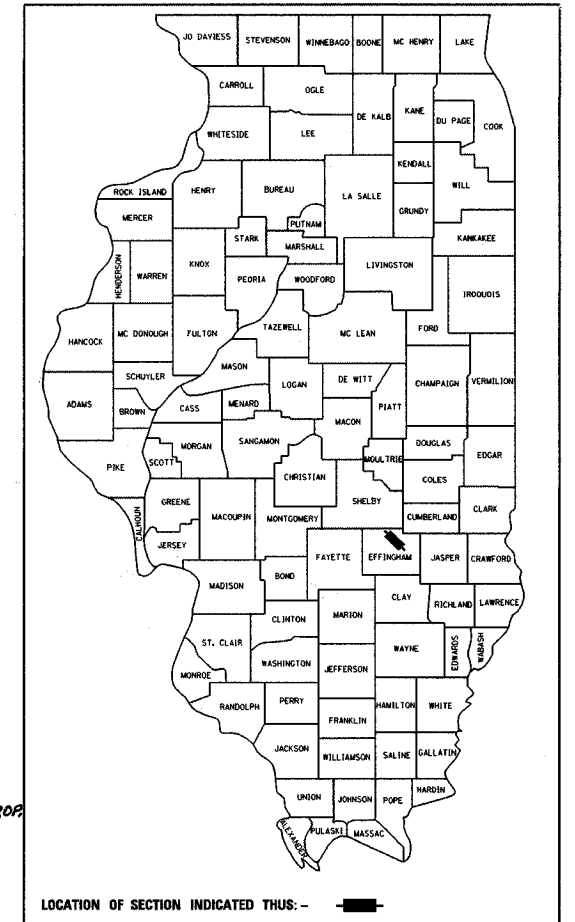 JO DAVIESS STEVENSON WINNEBAGO BOONE MC HENRY LAKE
CARROLL OGLE DE KALB KANE DU PAGE COOK
WHITESIDE LEE
KENDALL WILL
ROCK ISLAND HENRY BUREAU LA SALLE GRUNDY
MERCER PUTNAM
STARK MARSHALL KANKAKEE
HENDERSON WARREN KNOX PEORIA WOODFORD LIVINGSTON IROQUOIS
HANCOCK MC DONOUGH FULTON TAZEWELL MC LEAN FORD
SCHUYLER MASON LOGAN DE WITT CHAMPAIGN VERMILION
ADAMS BROWN CASS MENARD MACON PIATT
PIKE SCOTT MORGAN SANGAMON MOULTRIE DOUGLAS EDGAR
CHRISTIAN COLES
CALHOUN GREENE MACOUPIN MONTGOMERY SHELBY CUMBERLAND CLARK
JERSEY FAYETTE EFFINGHAM JASPER CRAWFORD
MADISON BOND CLAY RICHLAND LAWRENCE
CLINTON MARION
ST. CLAIR WAYNE EDWARDS WABASH
MONROE WASHINGTON JEFFERSON
RANDOLPH PERRY FRANKLIN HAMILTON WHITE
JACKSON WILLIAMSON SALINE GALLATIN
UNION JOHNSON POPE HARDIN
ALEXANDER PULASKI MASSAC
LOCATION OF SECTION INDICATED THUS: -